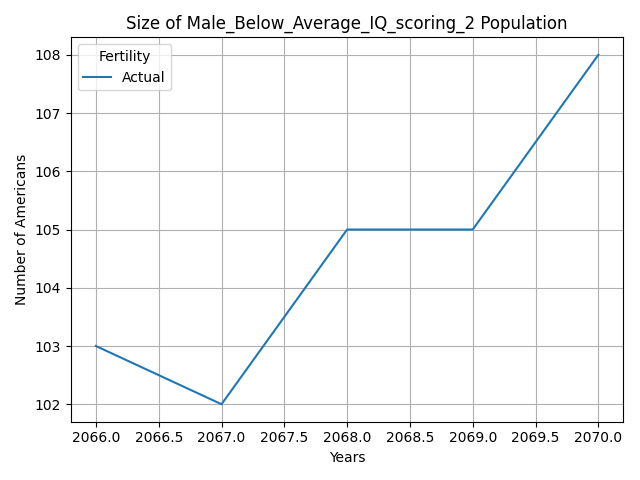 Size of Male_Below_Average_IQ_scoring_2 Population
Fertility
Actual
108
107
106
105
104
103
102
Number of Americans
2066.0 2066.5 2067.0 2067.5 2068.0 2068.5 2069.0 2069.5 2070.0
Years